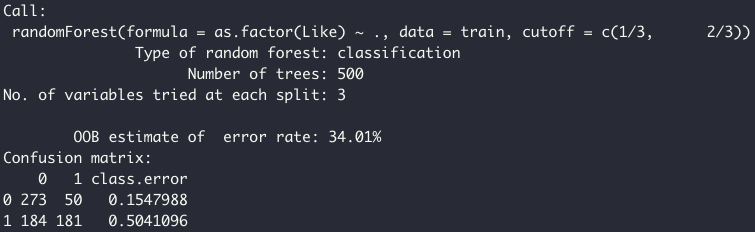 Call:
 randomForest(formula = as.factor(Like) ~ ., data = train, cutoff = c(1/3,      2/3))
               Type of random forest: classification
                     Number of trees: 500
No. of variables tried at each split: 3

        OOB estimate of  error rate: 34.01%
Confusion matrix:
    0   1 class.error
0 273  50   0.1547988
1 184 181   0.5041096